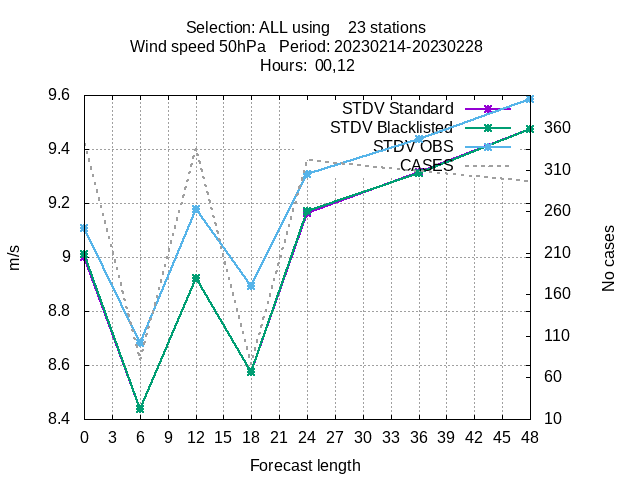 Selection: ALL using 23 stations
Wind speed 50hPa Period: 20230214-20230228
Hours: 00,12
STDV Standard
STDV Blacklisted
STDV OBS
CASES
9.6
9.4
9.2
9
8.8
8.6
8.4
360
310
260
210
160
110
60
10
m/s
No cases
0 3 6 9 12 15 18 21 24 27 30 33 36 39 42 45 48
Forecast length